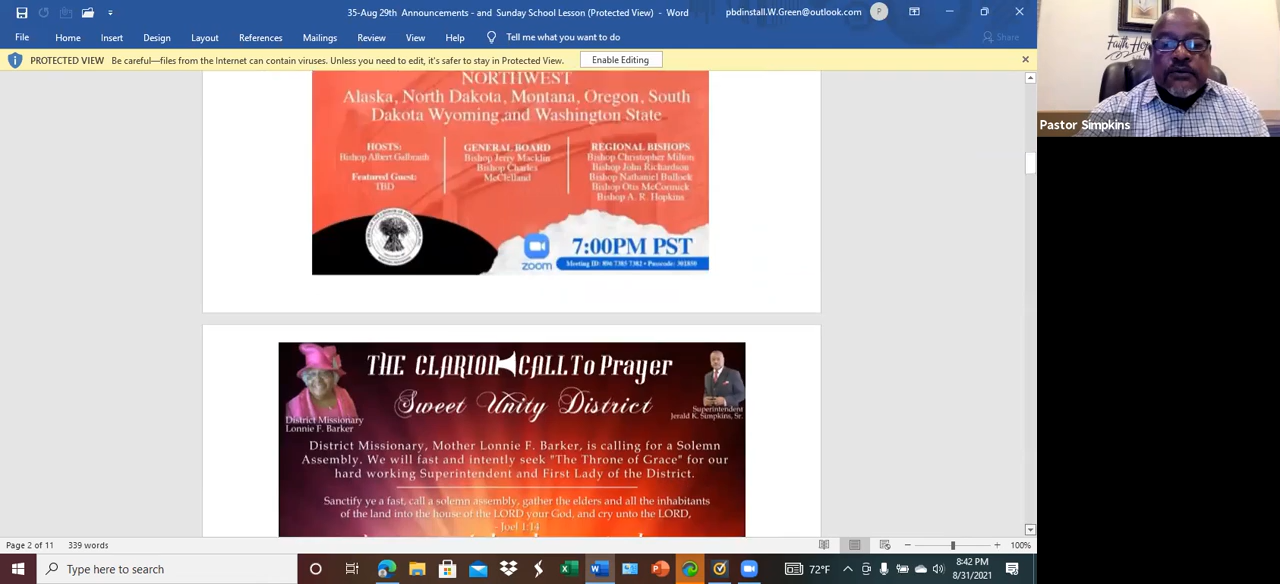 35-Aug 29th Announcements - and Sunday School Lesson (Protected View) - Word
pbdinstall.W.Green@outlook.com
P
File
Home
Insert
Design
Layout
References
Mailings
Review
View
Help
Tell me what you want to do
Share
PROTECTED VIEW Be careful—files from the Internet can contain viruses. Unless you need to edit, it's safer to stay in Protected View.
Enable Editing
Pastor Simpkins
NORTHWEST
Alaska, North Dakota, Montana, Oregon, South
Dakota Wyoming,and Washington State
HOSTS:
Bishop Albert Galbraith
Featured Guest:
TBD
GENERAL BOARD
Bishop Jerry Macklin
Bishop Charles
McClelland
REGIONAL BISHOPS
Bishop Christopher Milton
Bishop John Richardson
Bishop Nathaniel Bullock
Bishop Otis McCormick
Bishop A. R. Hopkins
zoom
7:00PM PST
THE CLARION CALL To Prayer
Sweet Unity District
District Missionary
Lonnie F. Barker
Superintendent
Jerald K. Simpkins, Sr.
District Missionary, Mother Lonnie F. Barker, is calling for a Solemn
Assembly. We will fast and intently seek "The Throne of Grace" for our
hard working Superintendent and First Lady of the District.
Sanctify ye a fast, call a solemn assembly, gather the elders and all the inhabitants
of the land into the house of the LORD your God, and cry unto the LORD,
- Joel 1:14
Page 2 of 11
339 words
100%
Type here to search
72°F
8:42 PM
8/31/2021